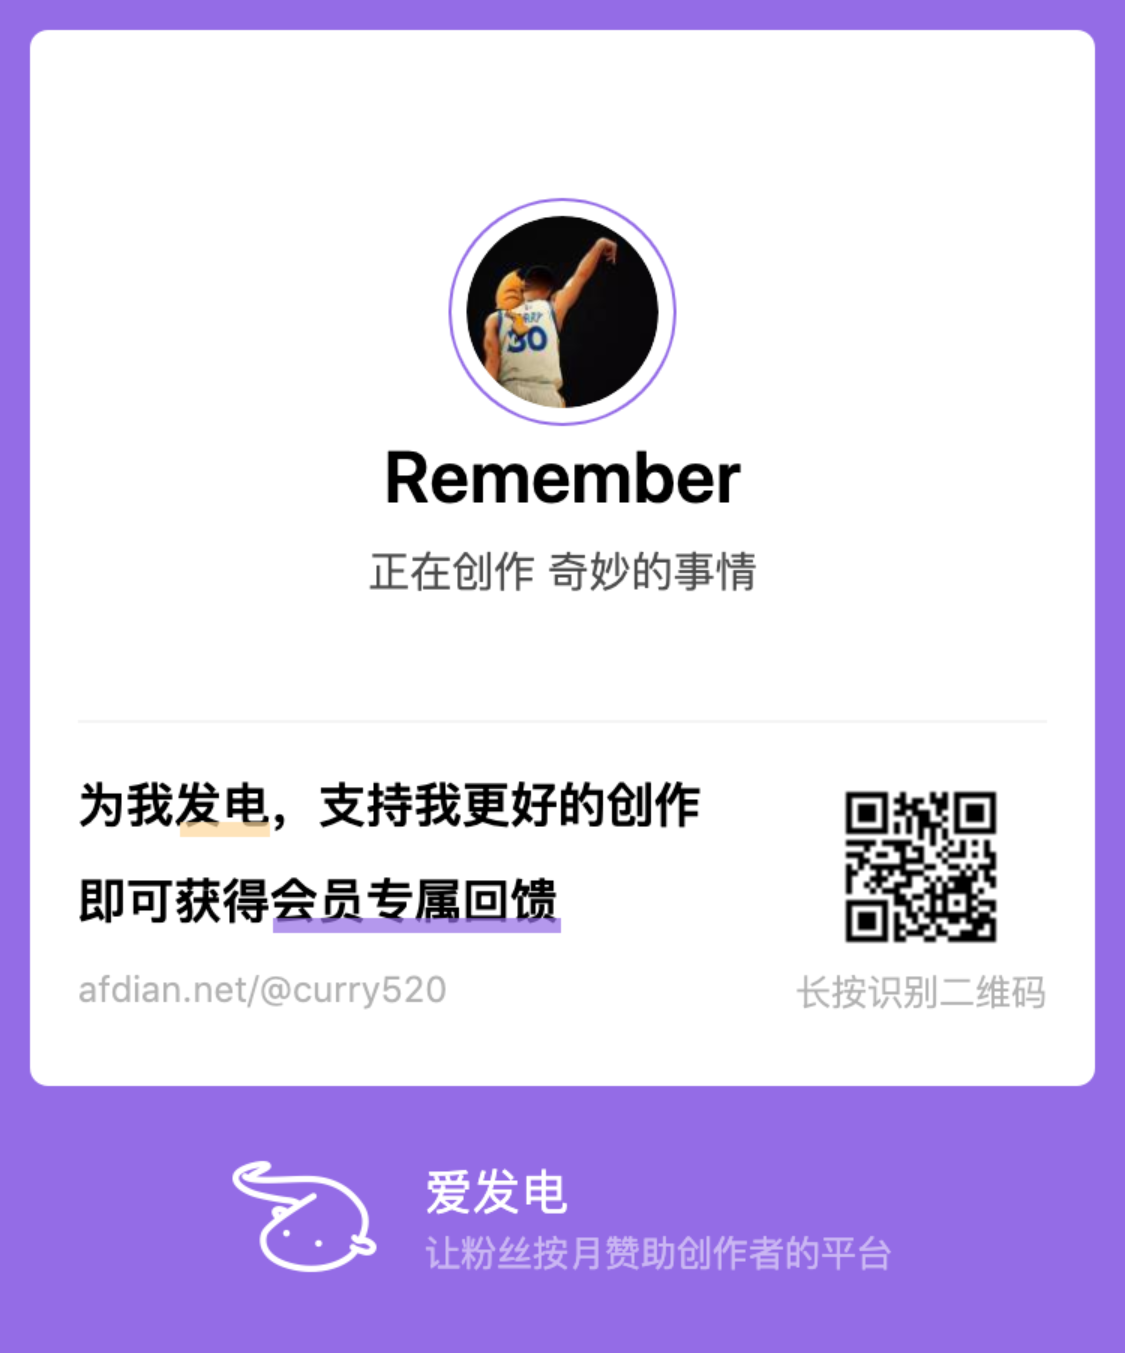 30
Remember
正在创作 奇妙的事情
为我发电，支持我更好的创作
即可获得会员专属回馈
afdian.net/@curry520
长按识别二维码
爱发电
让粉丝按月赞助创作者的平台